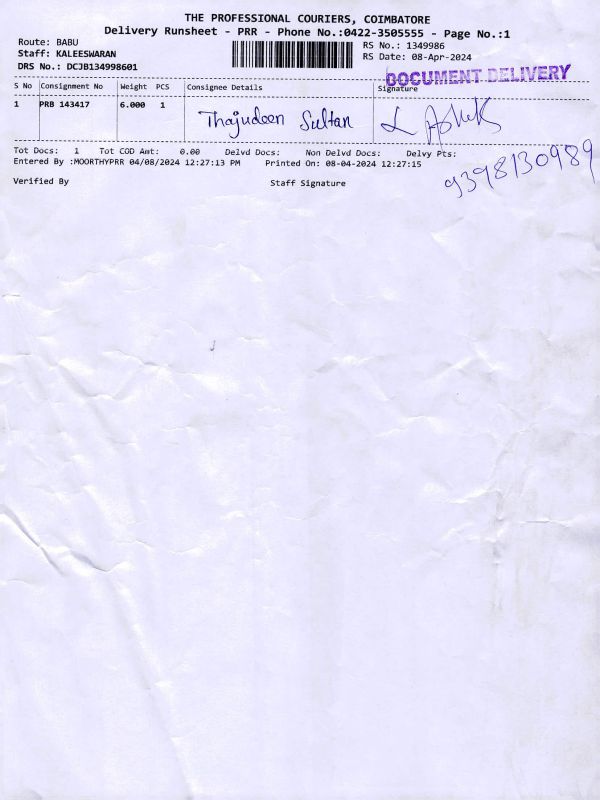 THE PROFESSIONAL COURIERS, COIMBATORE
Delivery Runsheet - PRR - Phone No.:0422-3505555 - Page No.:1
Route: BABU
RS No.: 1349986
Staff: KALEESWARAN
RS Date: 08-Apr-2024
DRS No.: DCJB134998601
DOCUMENT DELIVERY
S No Consignment No Weight PCS Consignee Details Signature
1 PRB 143417 6.000 1 Thajudeen Sultan L Ashok
Tot Docs: 1 Tot COD Amt: 0.00 Delvd Docs: Non Delvd Docs: Delvy Pts:
Entered By :MOORTHYPRR 04/08/2024 12:27:13 PM Printed On: 08-04-2024 12:27:15
9398130989
Verified By Staff Signature